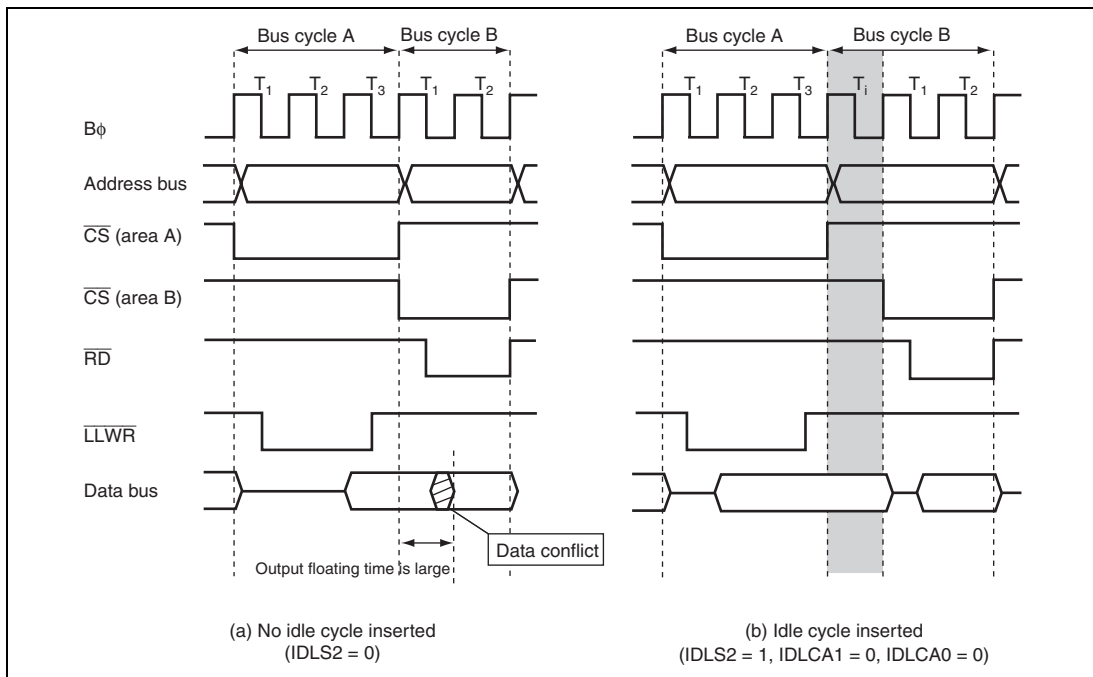 Bus cycle A Bus cycle B Bus cycle A Bus cycle B
T1 T2 T3 T1 T2 T1 T2 T3 Ti T1 T2
Bϕ
Address bus
CS (area A)
CS (area B)
RD
LLWR
Data bus
Data conflict
Output floating time is large
(a) No idle cycle inserted
(IDLS2 = 0)
(b) Idle cycle inserted
(IDLS2 = 1, IDLCA1 = 0, IDLCA0 = 0)